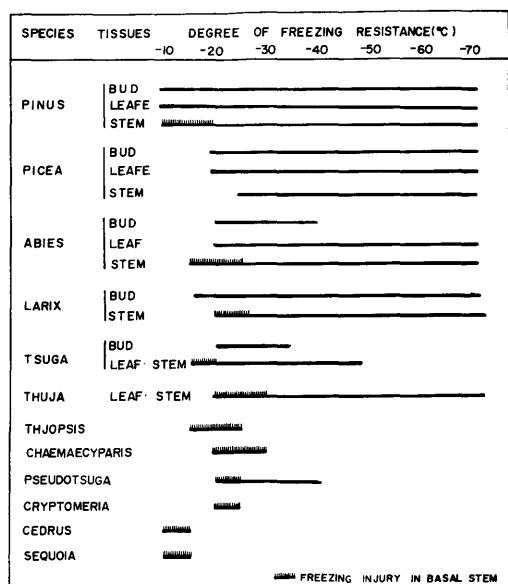 SPECIES TISSUES DEGREE OF FREEZING RESISTANCE(°C)
-10 -20 -30 -40 -50 -60 -70
PINUS
BUD
LEAFE
STEM
PICEA
BUD
LEAFE
STEM
ABIES
BUD
LEAF
STEM
LARIX
BUD
STEM
TSUGA
BUD
LEAF· STEM
THUJA LEAF· STEM
THJOPSIS
CHAEMAECYPARIS
PSEUDOTSUGA
CRYPTOMERIA
CEDRUS
SEQUOIA
FREEZING INJURY IN BASAL STEM